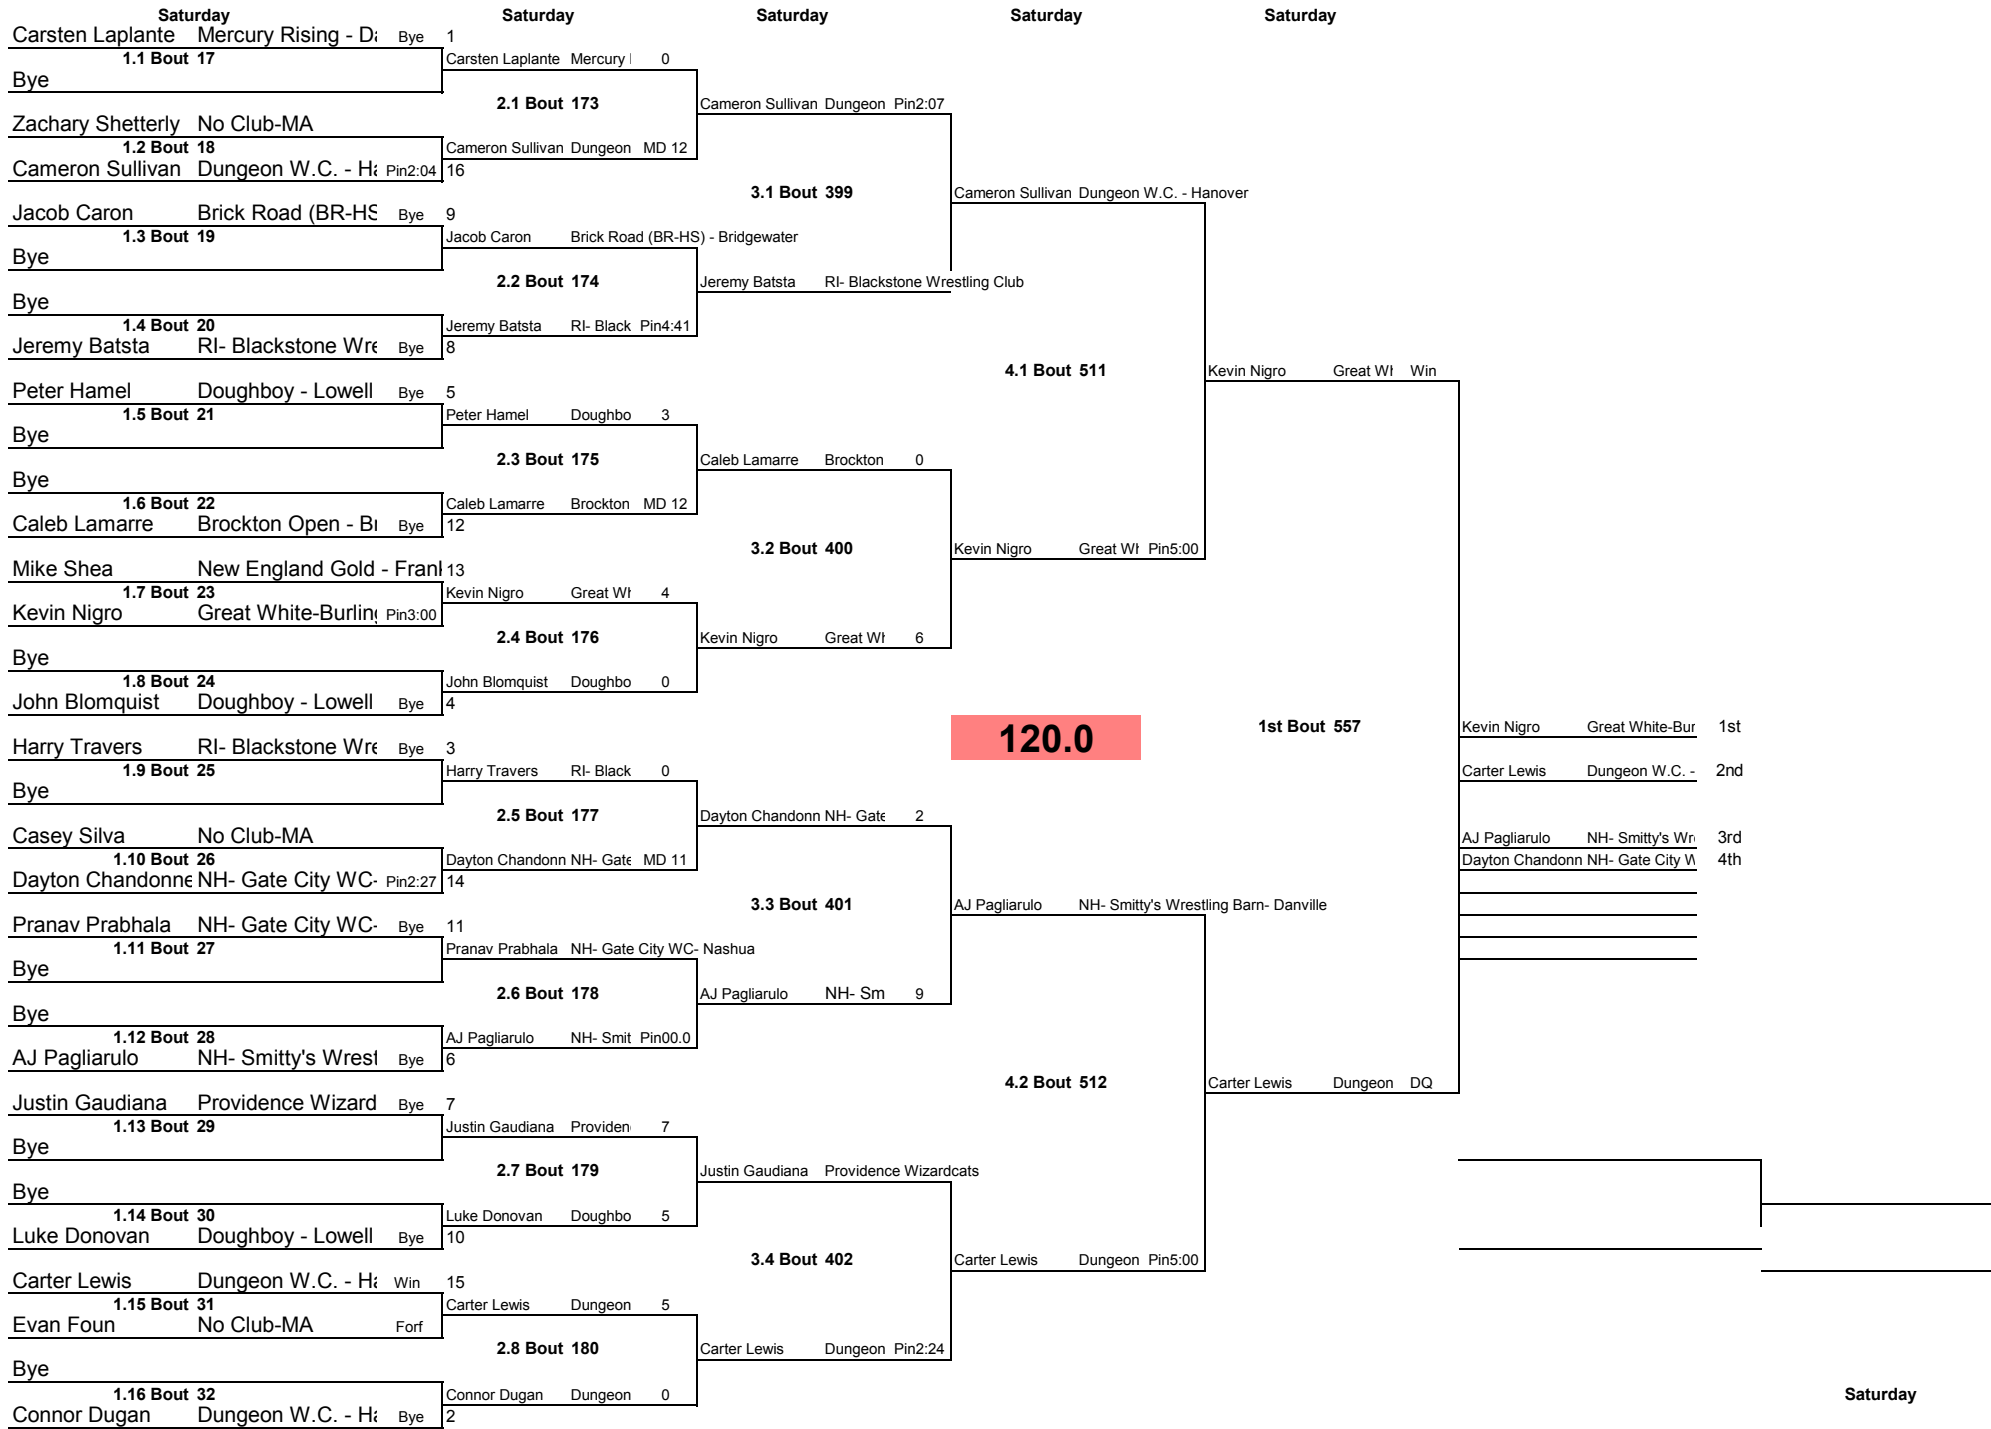 Saturday Saturday Saturday Saturday Saturday
Carsten Laplante Mercury Rising - Da Bye 1
1.1 Bout 17
Carsten Laplante Mercury 0
Bye
2.1 Bout 173
Cameron Sullivan Dungeon Pin2:07
Zachary Shetterly No Club-MA
1.2 Bout 18
Cameron Sullivan Dungeon MD 12
Cameron Sullivan Dungeon W.C. - Ha Pin2:04 16
3.1 Bout 399
Cameron Sullivan Dungeon W.C. - Hanover
Jacob Caron Brick Road (BR-HS Bye 9
1.3 Bout 19
Jacob Caron Brick Road (BR-HS) - Bridgewater
Bye
2.2 Bout 174
Jeremy Batsta RI- Blackstone Wrestling Club
Bye
1.4 Bout 20
Jeremy Batsta RI- Black Pin4:41
Jeremy Batsta RI- Blackstone Wre Bye 8
4.1 Bout 511
Kevin Nigro Great Wh Win
Peter Hamel Doughboy - Lowell Bye 5
1.5 Bout 21
Peter Hamel Doughbo 3
Bye
2.3 Bout 175
Caleb Lamarre Brockton 0
Bye
1.6 Bout 22
Caleb Lamarre Brockton MD 12
Caleb Lamarre Brockton Open - Br Bye 12
3.2 Bout 400
Kevin Nigro Great Wh Pin5:00
Mike Shea New England Gold - Frank 13
1.7 Bout 23
Kevin Nigro Great Wh 4
Kevin Nigro Great White-Burling Pin3:00
2.4 Bout 176
Kevin Nigro Great Wh 6
Bye
1.8 Bout 24
John Blomquist Doughbo 0
John Blomquist Doughboy - Lowell Bye 4
120.0
1st Bout 557
Kevin Nigro Great White-Bur 1st
Harry Travers RI- Blackstone Wre Bye 3
1.9 Bout 25
Harry Travers RI- Black 0
Carter Lewis Dungeon W.C. - 2nd
Bye
2.5 Bout 177
Dayton Chandonn NH- Gate 2
Casey Silva No Club-MA
AJ Pagliarulo NH- Smitty's Wre 3rd
1.10 Bout 26
Dayton Chandonn NH- Gate MD 11
Dayton Chandonn NH- Gate City W 4th
Dayton Chandonne NH- Gate City WC- Pin2:27 14
3.3 Bout 401
AJ Pagliarulo NH- Smitty's Wrestling Barn- Danville
Pranav Prabhala NH- Gate City WC- Bye 11
1.11 Bout 27
Pranav Prabhala NH- Gate City WC- Nashua
Bye
2.6 Bout 178
AJ Pagliarulo NH- Sm 9
Bye
1.12 Bout 28
AJ Pagliarulo NH- Smit Pin00.0
AJ Pagliarulo NH- Smitty's Wrest Bye 6
4.2 Bout 512
Carter Lewis Dungeon DQ
Justin Gaudiana Providence Wizard Bye 7
1.13 Bout 29
Justin Gaudiana Providen 7
Bye
2.7 Bout 179
Justin Gaudiana Providence Wizardcats
Bye
1.14 Bout 30
Luke Donovan Doughbo 5
Luke Donovan Doughboy - Lowell Bye 10
3.4 Bout 402
Carter Lewis Dungeon Pin5:00
Carter Lewis Dungeon W.C. - Ha Win 15
1.15 Bout 31
Carter Lewis Dungeon 5
Evan Foun No Club-MA Forf
2.8 Bout 180
Carter Lewis Dungeon Pin2:24
Bye
1.16 Bout 32
Connor Dugan Dungeon 0
Saturday
Connor Dugan Dungeon W.C. - Ha Bye 2